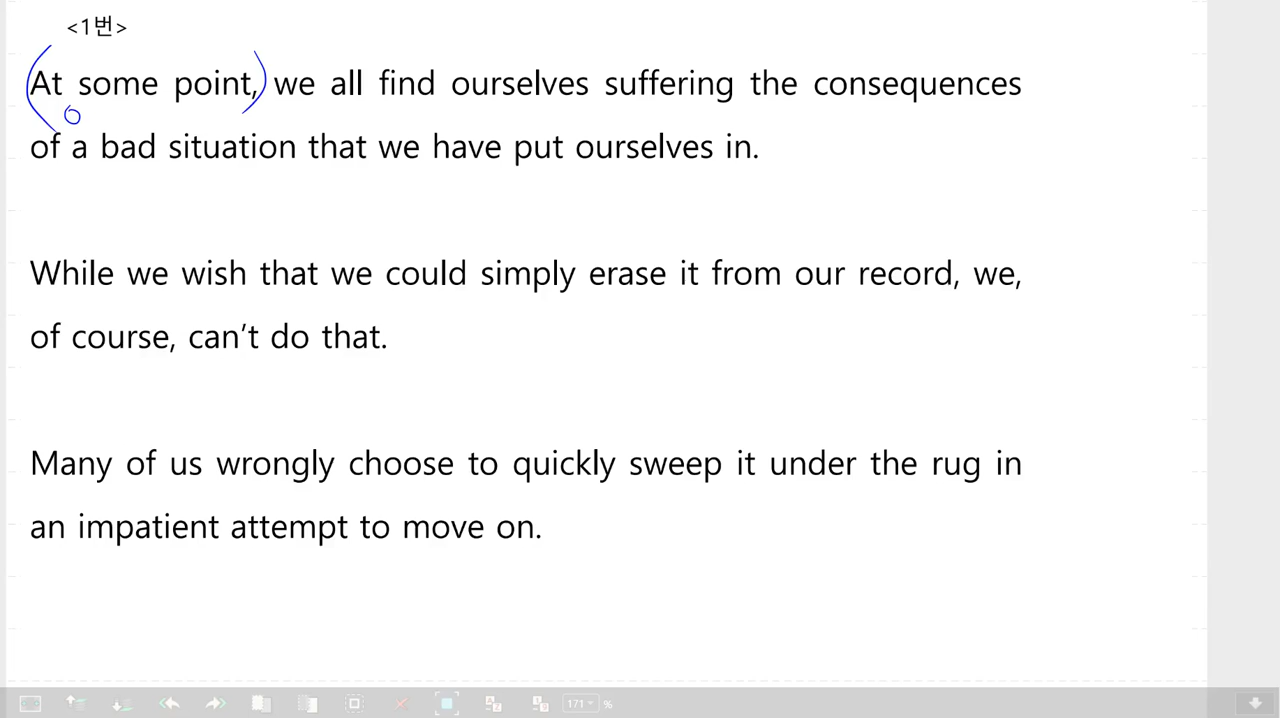 <1번>
At some point, we all find ourselves suffering the consequences
of a bad situation that we have put ourselves in.
While we wish that we could simply erase it from our record, we,
of course, can’t do that.
Many of us wrongly choose to quickly sweep it under the rug in
an impatient attempt to move on.
171 %